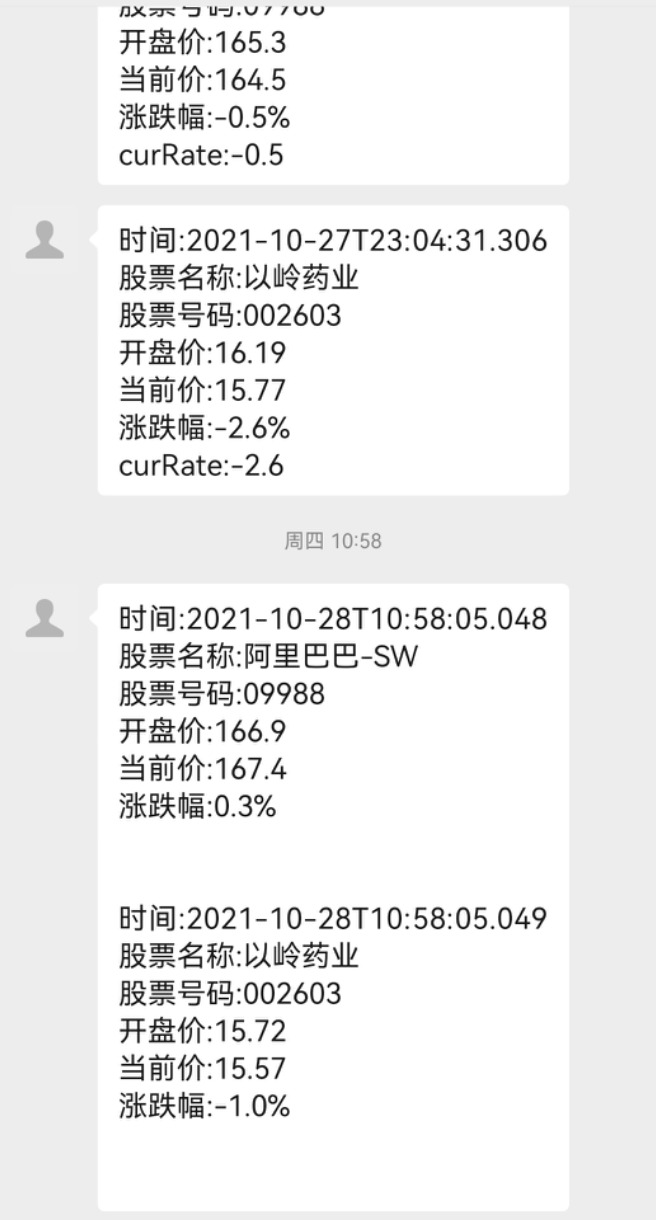 股票号码:09988
开盘价:165.3
当前价:164.5
涨跌幅:-0.5%
curRate:-0.5
时间:2021-10-27T23:04:31.306
股票名称:以岭药业
股票号码:002603
开盘价:16.19
当前价:15.77
涨跌幅:-2.6%
curRate:-2.6
周四 10:58
时间:2021-10-28T10:58:05.048
股票名称:阿里巴巴-SW
股票号码:09988
开盘价:166.9
当前价:167.4
涨跌幅:0.3%
时间:2021-10-28T10:58:05.049
股票名称:以岭药业
股票号码:002603
开盘价:15.72
当前价:15.57
涨跌幅:-1.0%